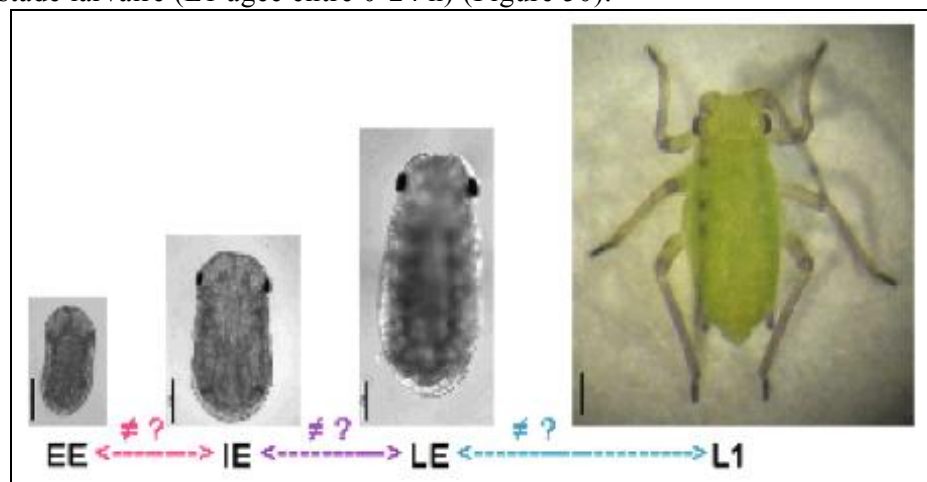 stade larvaire (L1 âgée entre 0-24 h) (Figure 30).
≠ ? ≠ ? ≠ ?
EE IE LE L1